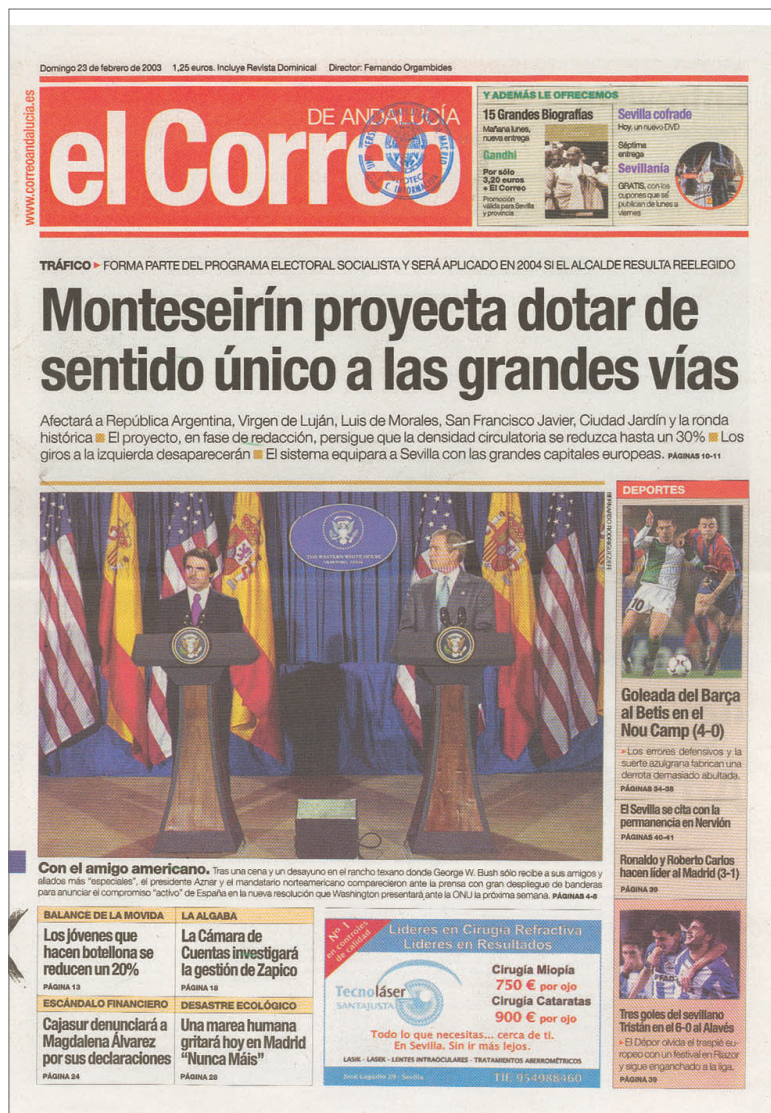 Domingo 23 de febrero de 2003 1,25 euros. Incluye Revista Dominical Director: Fernando Orgambides
www.correoandalucia.es
DE ANDALUCÍA
el Correo
Y ADEMÁS LE OFRECEMOS
15 Grandes Biografías
Mañana lunes,
nueva entrega
Gandhi
Por sólo
3,20 euros
+ El Correo
Promoción
válida para Sevilla
y provincia
Sevilla cofrade
Hoy, un nuevo DVD
Séptima
entrega
Sevillanía
GRATIS, con los
cupones que se
publican de lunes a
viernes
TRÁFICO ▸ FORMA PARTE DEL PROGRAMA ELECTORAL SOCIALISTA Y SERÁ APLICADO EN 2004 SI EL ALCALDE RESULTA REELEGIDO
Monteseirín proyecta dotar de
sentido único a las grandes vías
Afectará a República Argentina, Virgen de Luján, Luis de Morales, San Francisco Javier, Ciudad Jardín y la ronda
histórica ■ El proyecto, en fase de redacción, persigue que la densidad circulatoria se reduzca hasta un 30% ■ Los
giros a la izquierda desaparecerán ■ El sistema equipara a Sevilla con las grandes capitales europeas. PÁGINAS 10-11
THE WESTERN WHITE HOUSE
Con el amigo americano. Tras una cena y un desayuno en el rancho texano donde George W. Bush sólo recibe a sus amigos y
aliados más "especiales", el presidente Aznar y el mandatario norteamericano comparecieron ante la prensa con gran despliegue de banderas
para anunciar el compromiso "activo" de España en la nueva resolución que Washington presentará ante la ONU la próxima semana. PÁGINAS 4-8
DEPORTES
10
Goleada del Barça
al Betis en el
Nou Camp (4-0)
▸ Los errores defensivos y la
suerte azulgrana fabrican una
derrota demasiado abultada.
PÁGINAS 34-38
El Sevilla se cita con la
permanencia en Nervión
PÁGINAS 40-41
Ronaldo y Roberto Carlos
hacen líder al Madrid (3-1)
PÁGINA 39
Tres goles del sevillano
Tristán en el 6-0 al Alavés
▸ El Dépor olvida el traspié eu-
ropeo con un festival en Riazor
y sigue enganchado a la liga.
PÁGINA 39
BALANCE DE LA MOVIDA
Los jóvenes que
hacen botellona se
reducen un 20%
PÁGINA 13
LA ALGABA
La Cámara de
Cuentas investigará
la gestión de Zapico
PÁGINA 18
ESCÁNDALO FINANCIERO
Cajasur denunciará a
Magdalena Álvarez
por sus declaraciones
PÁGINA 24
DESASTRE ECOLÓGICO
Una marea humana
gritará hoy en Madrid
"Nunca Máis"
PÁGINA 28
Nº 1
en controles
de calidad
Líderes en Cirugía Refractiva
Líderes en Resultados
Tecnoláser
SANTAJUSTA
Cirugía Miopía
750 € por ojo
Cirugía Cataratas
900 € por ojo
Todo lo que necesitas... cerca de ti.
En Sevilla. Sin ir más lejos.
LASIK - LASEK - LENTES INTRAOCULARES - TRATAMIENTOS ABERROMÉTRICOS
José Laguillo 29 - Sevilla
Tlf. 954988460